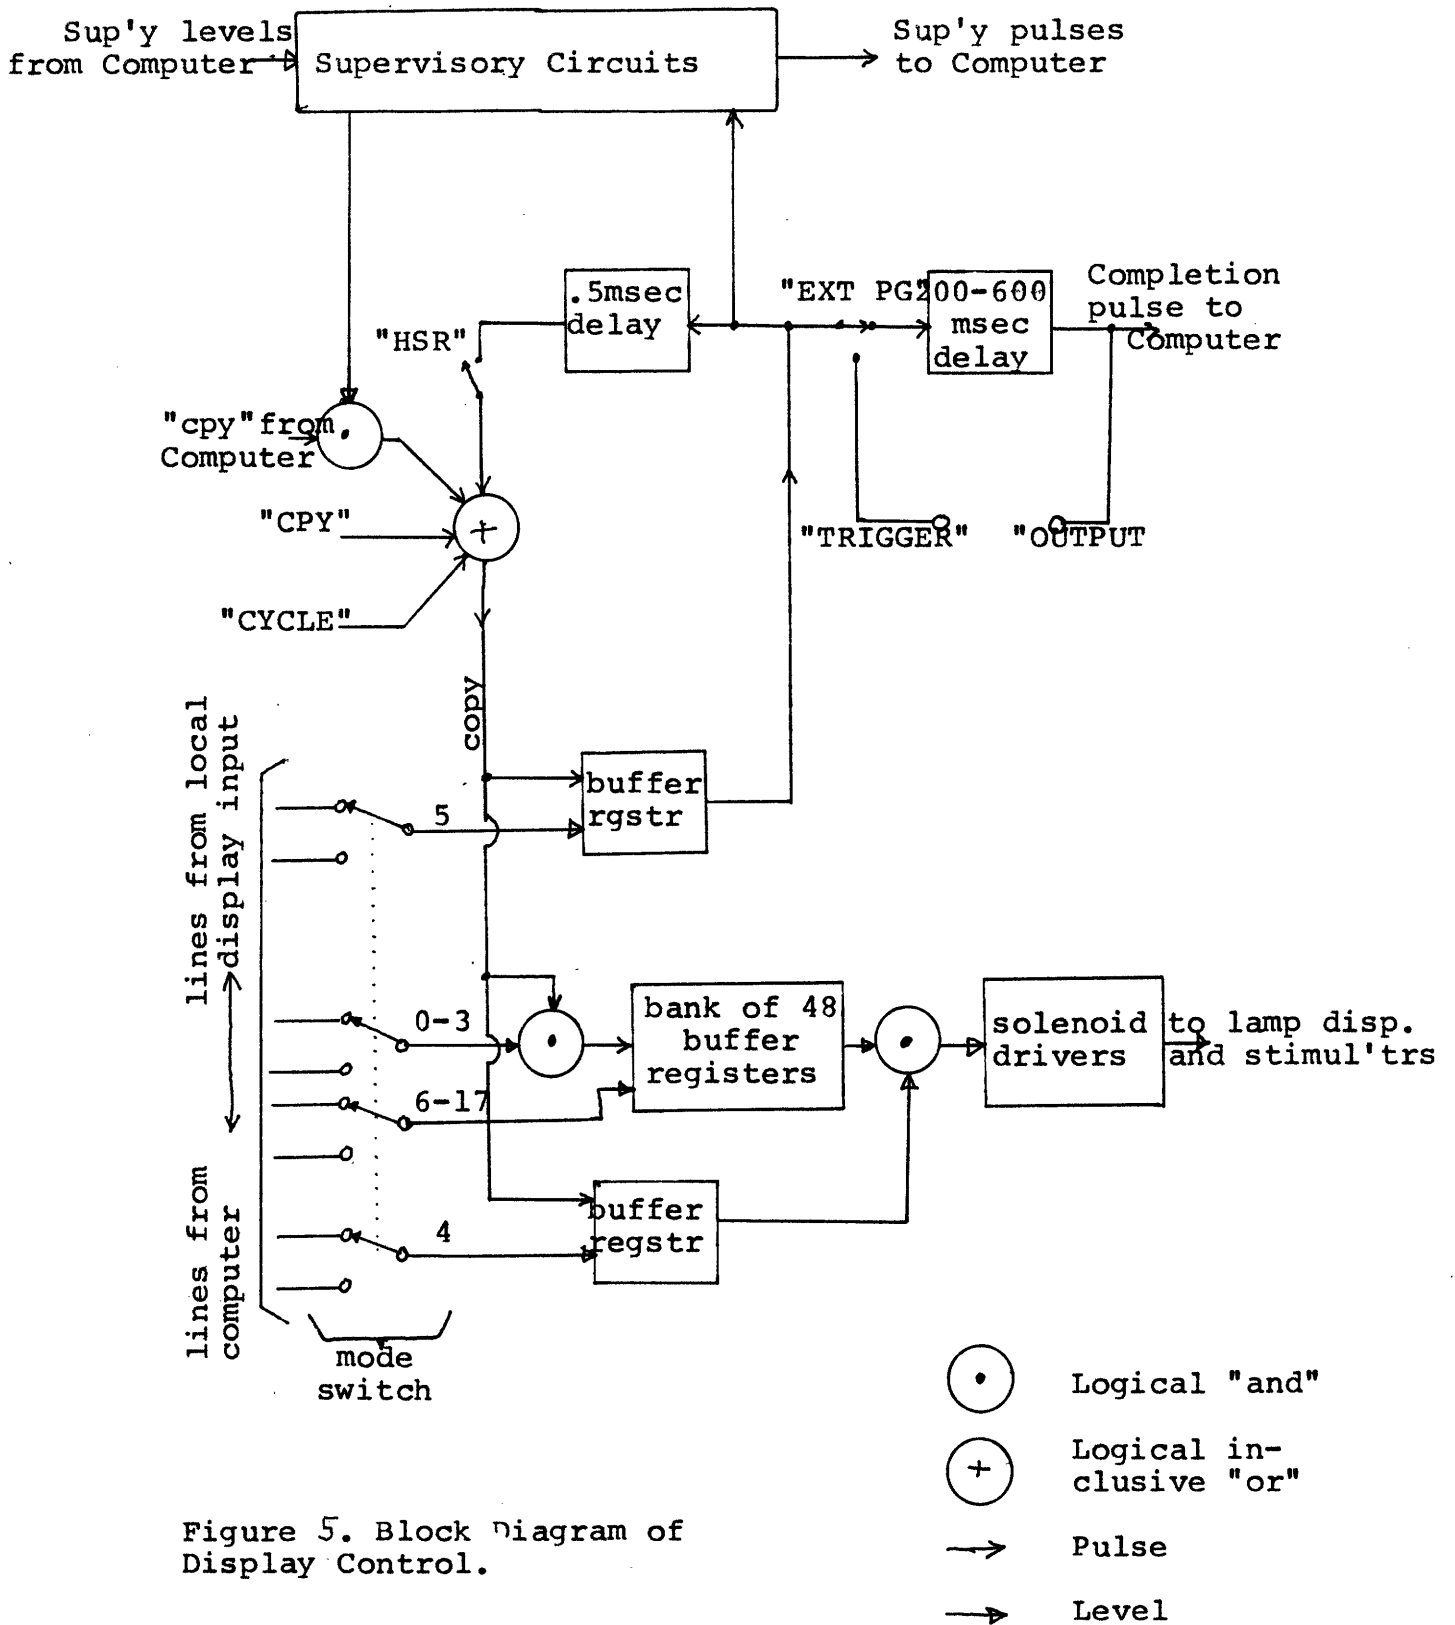 Sup'y levels
from Computer
Supervisory Circuits
Sup'y pulses
to Computer
.5msec
delay
"HSR"
"EXT PG"
200-600
msec
delay
Completion
pulse to
Computer
"cpy" from
Computer
"CPY"
"CYCLE"
"TRIGGER"
"OUTPUT
copy
lines from local
display input
5
buffer
rgstr
0-3
bank of 48
buffer
registers
solenoid
drivers
to lamp disp.
and stimul'trs
6-17
lines from
computer
4
buffer
regstr
mode
switch
Logical "and"
Logical in-
clusive "or"
Pulse
Level
Figure 5. Block Diagram of
Display Control.